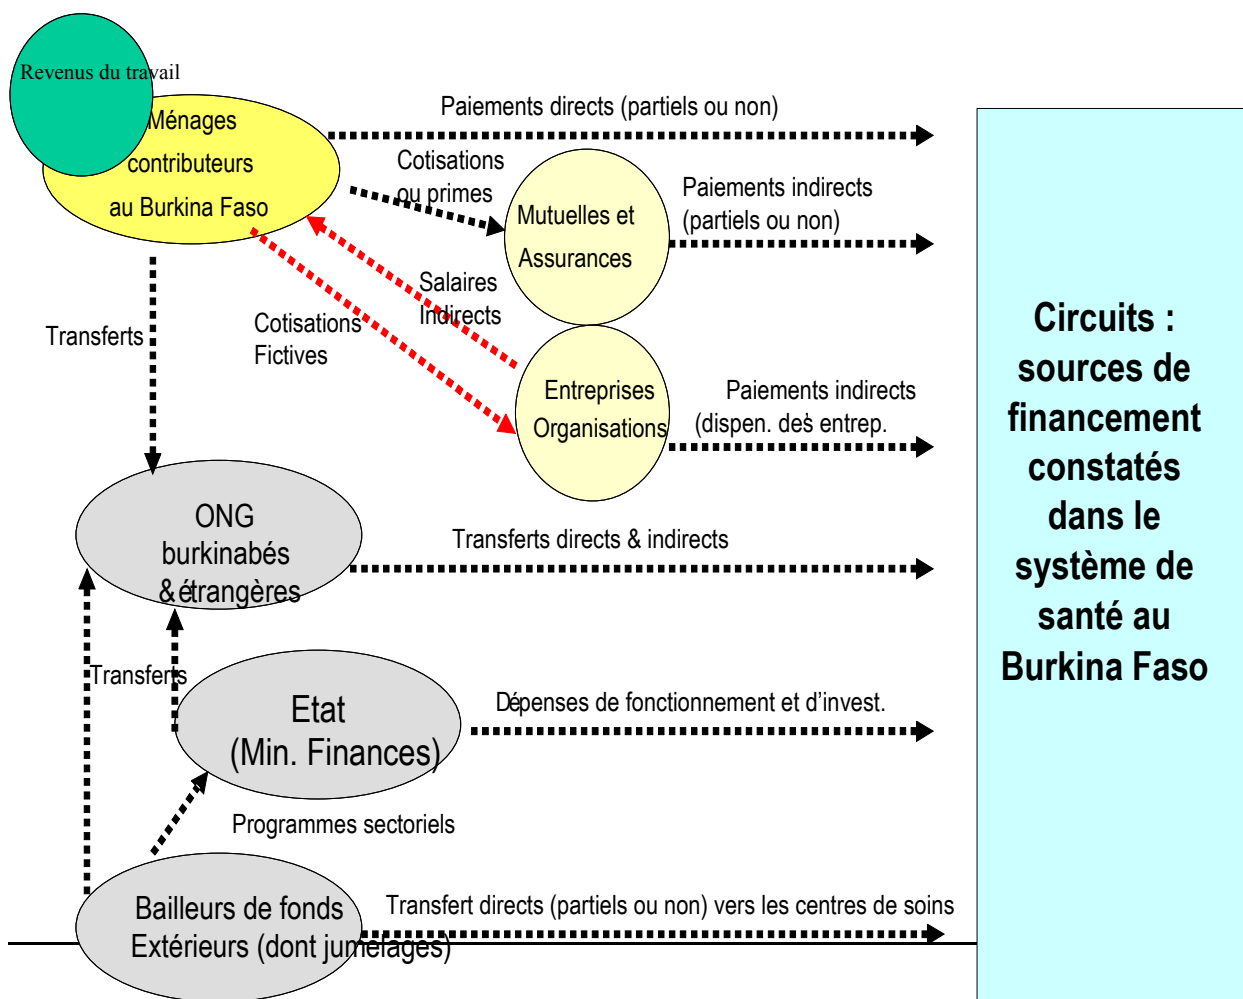 Revenus du travail
Ménages
contributeurs
au Burkina Faso
Paiements directs (partiels ou non)
Cotisations
ou primes
Mutuelles et
Assurances
Paiements indirects
(partiels ou non)
Salaires
Indirects
Cotisations
Fictives
Transferts
Entreprises
Organisations
Paiements indirects
(dispen. des entrep.
ONG
burkinabés
& étrangères
Transferts directs & indirects
Transferts
Etat
(Min. Finances)
Dépenses de fonctionnement et d’invest.
Programmes sectoriels
Bailleurs de fonds
Extérieurs (dont jumelages)
Transfert directs (partiels ou non) vers les centres de soins
Circuits :
sources de
financement
constatés
dans le
système de
santé au
Burkina Faso